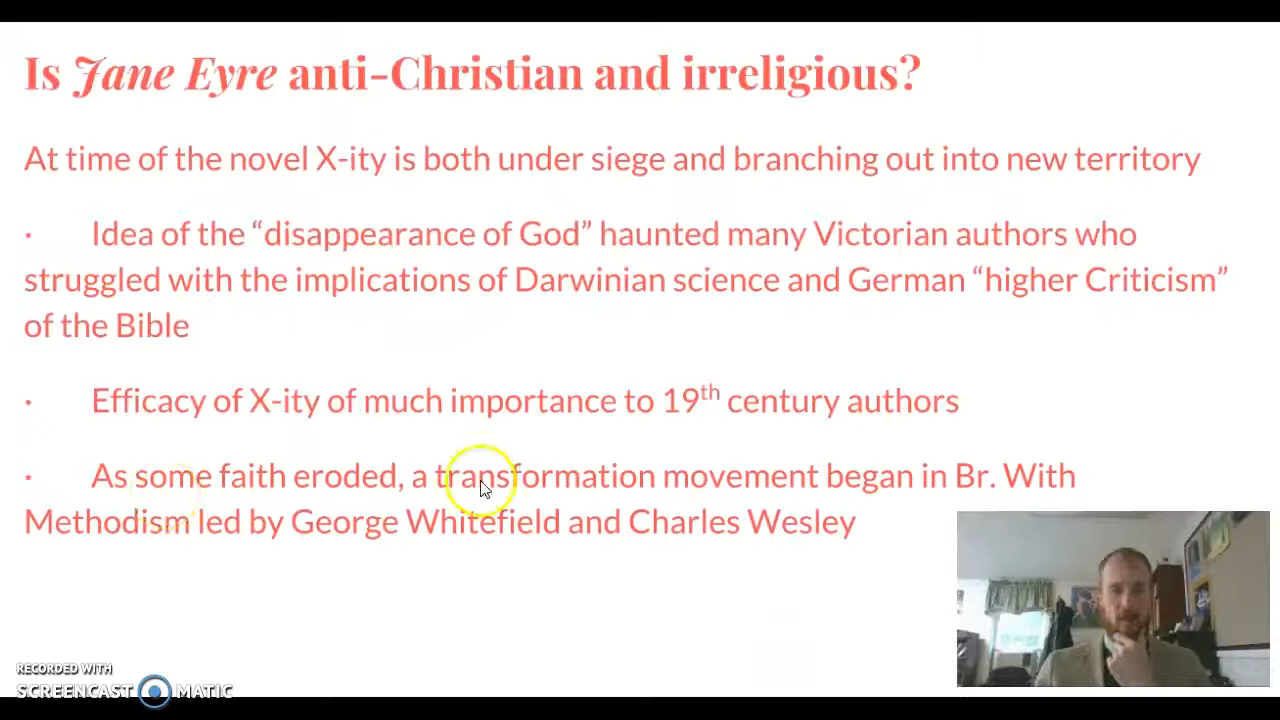 Is Jane Eyre anti-Christian and irreligious?
At time of the novel X-ity is both under siege and branching out into new territory
· Idea of the “disappearance of God” haunted many Victorian authors who
struggled with the implications of Darwinian science and German “higher Criticism”
of the Bible
· Efficacy of X-ity of much importance to 19th century authors
· As some faith eroded, a transformation movement began in Br. With
Methodism led by George Whitefield and Charles Wesley
RECORDED WITH
SCREENCAST MATIC